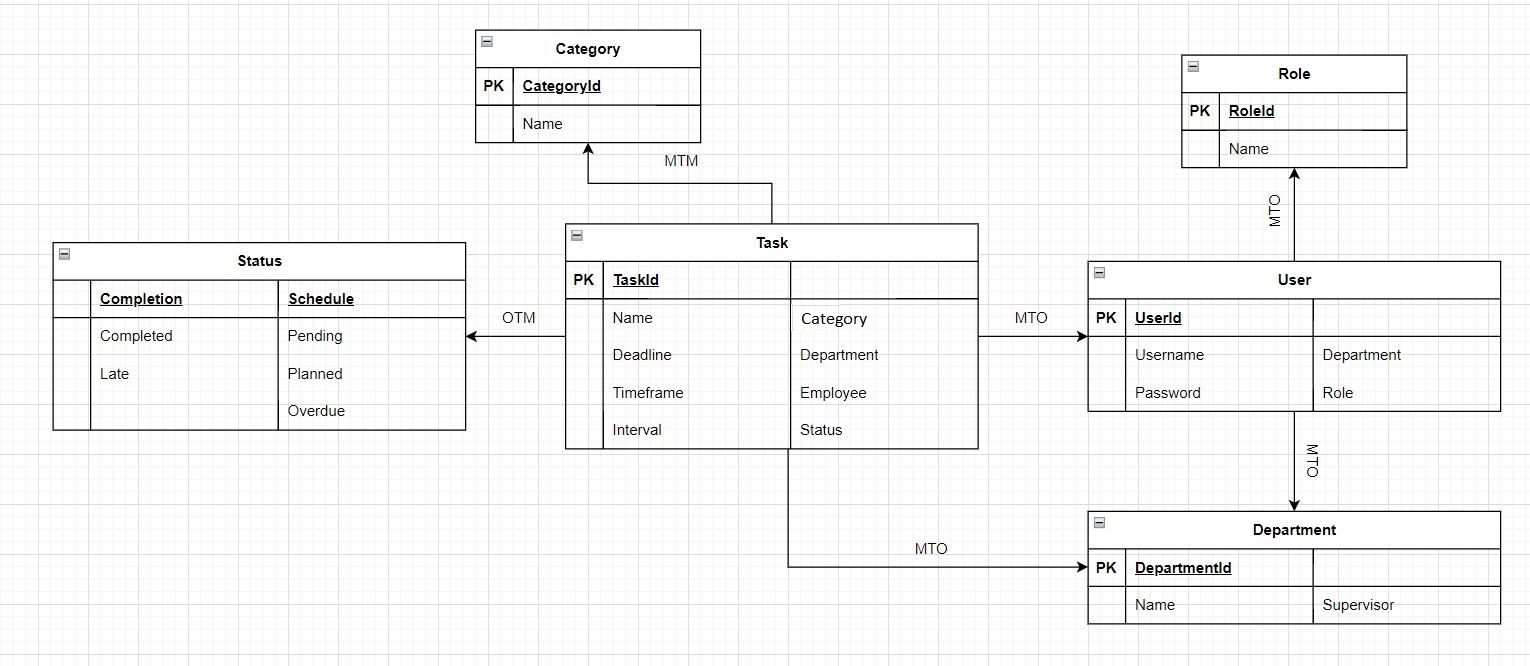 Category
PK CategoryId
Name
MTM
Role
PK RoleId
Name
MTO
Status
Completion Schedule
Completed Pending
Late Planned
Overdue
OTM
Task
PK TaskId
Name Category
Deadline Department
Timeframe Employee
Interval Status
MTO
User
PK UserId
Username Department
Password Role
MTO
MTO
Department
PK DepartmentId
Name Supervisor